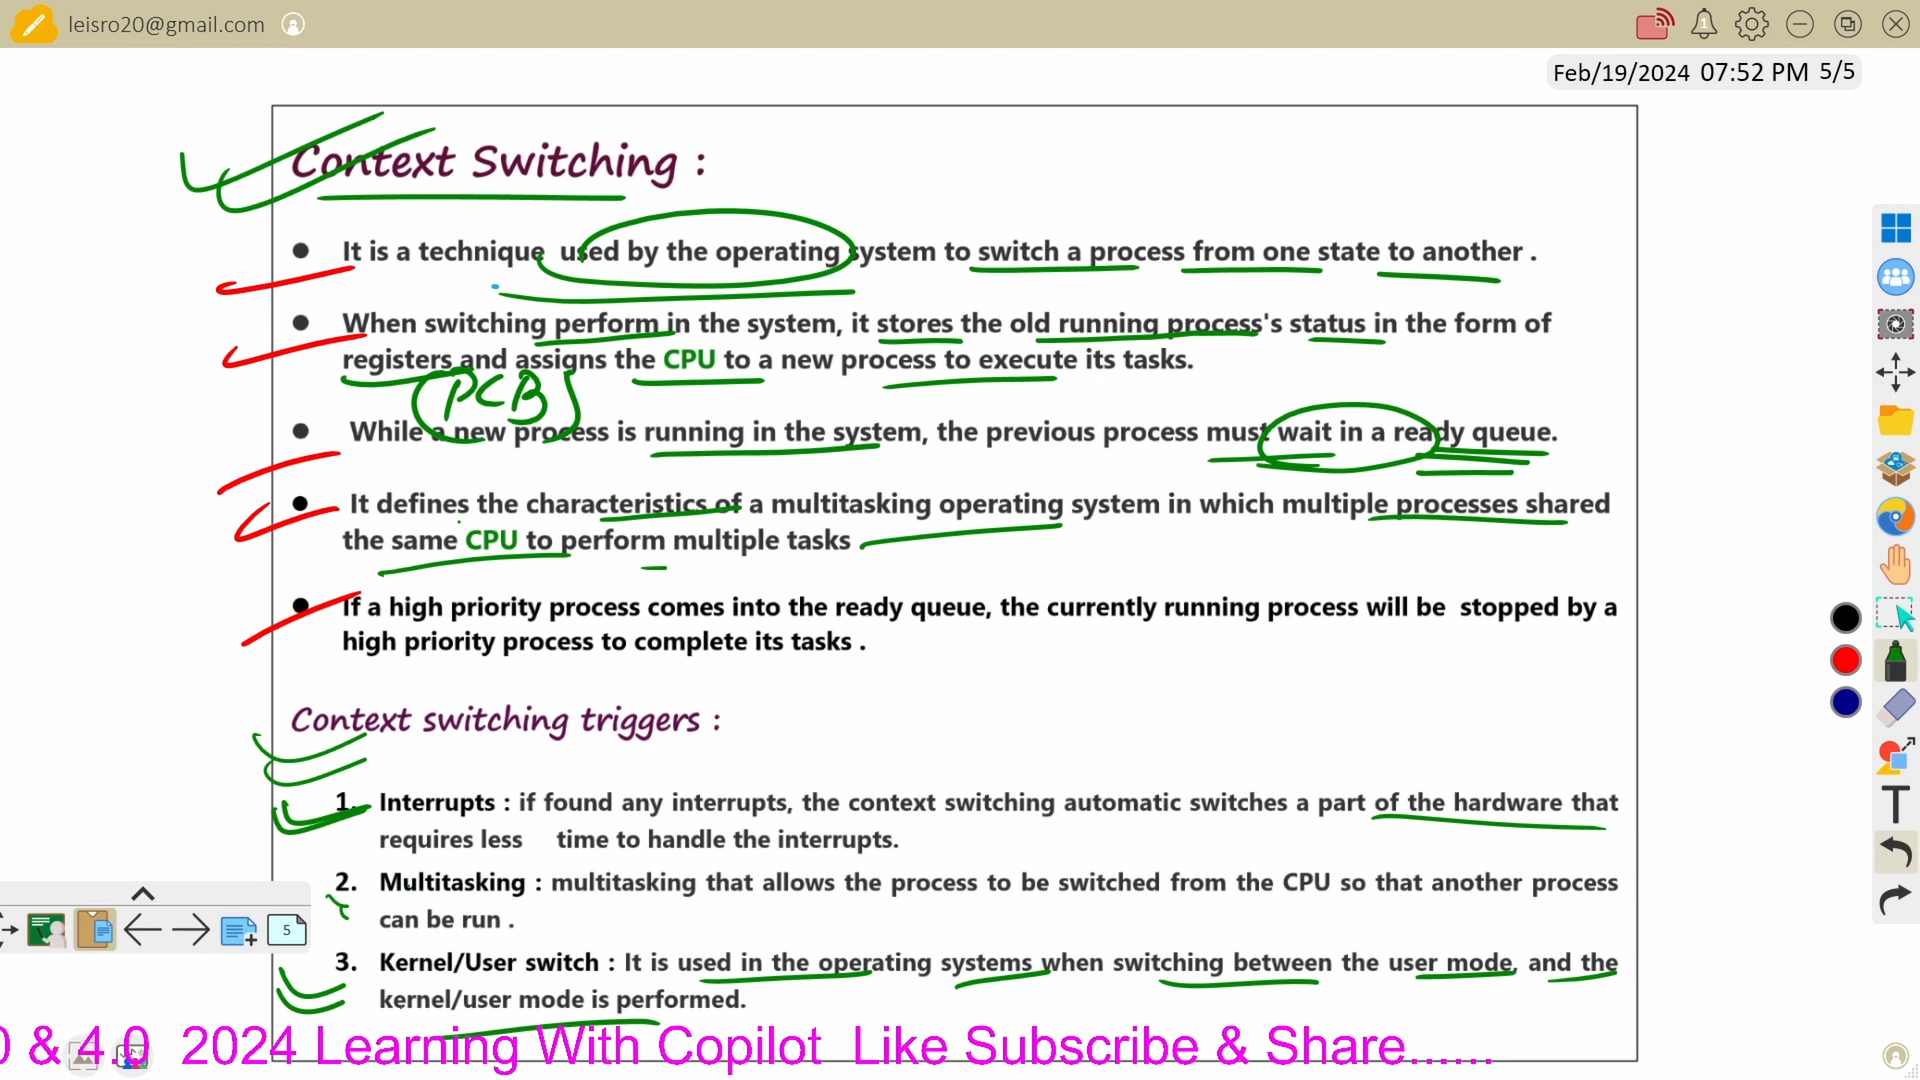 leisro20@gmail.com
1
Feb/19/2024 07:52 PM 5/5
Context Switching :
It is a technique used by the operating system to switch a process from one state to another .
When switching perform in the system, it stores the old running process's status in the form of
registers and assigns the CPU to a new process to execute its tasks.
(PCB)
While a new process is running in the system, the previous process must wait in a ready queue.
It defines the characteristics of a multitasking operating system in which multiple processes shared
the same CPU to perform multiple tasks
If a high priority process comes into the ready queue, the currently running process will be stopped by a
high priority process to complete its tasks .
Context switching triggers :
1. Interrupts : if found any interrupts, the context switching automatic switches a part of the hardware that
requires less time to handle the interrupts.
2. Multitasking : multitasking that allows the process to be switched from the CPU so that another process
can be run .
3. Kernel/User switch : It is used in the operating systems when switching between the user mode, and the
kernel/user mode is performed.
5
0 & 4.0 2024 Learning With Copilot Like Subscribe & Share......
T